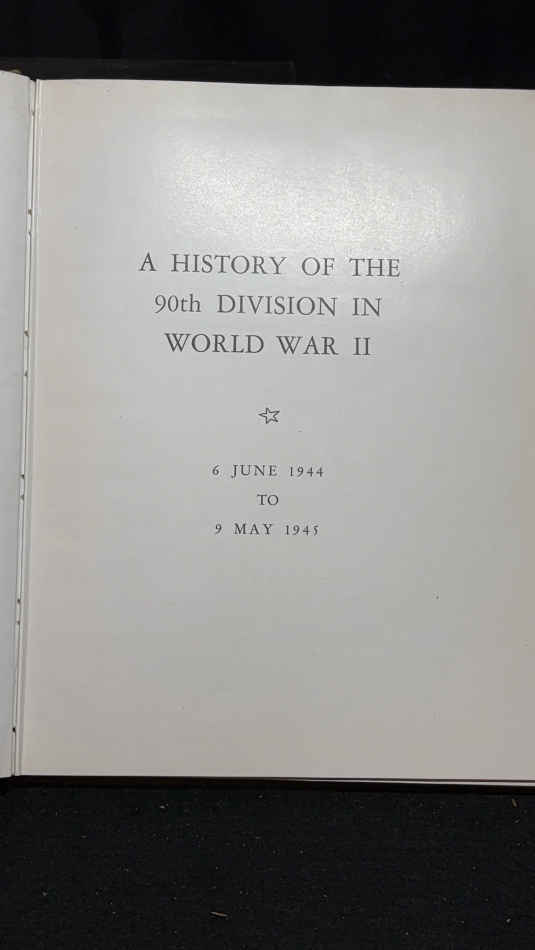 A HISTORY OF THE
90th DIVISION IN
WORLD WAR II
6 JUNE 1944
TO
9 MAY 1945